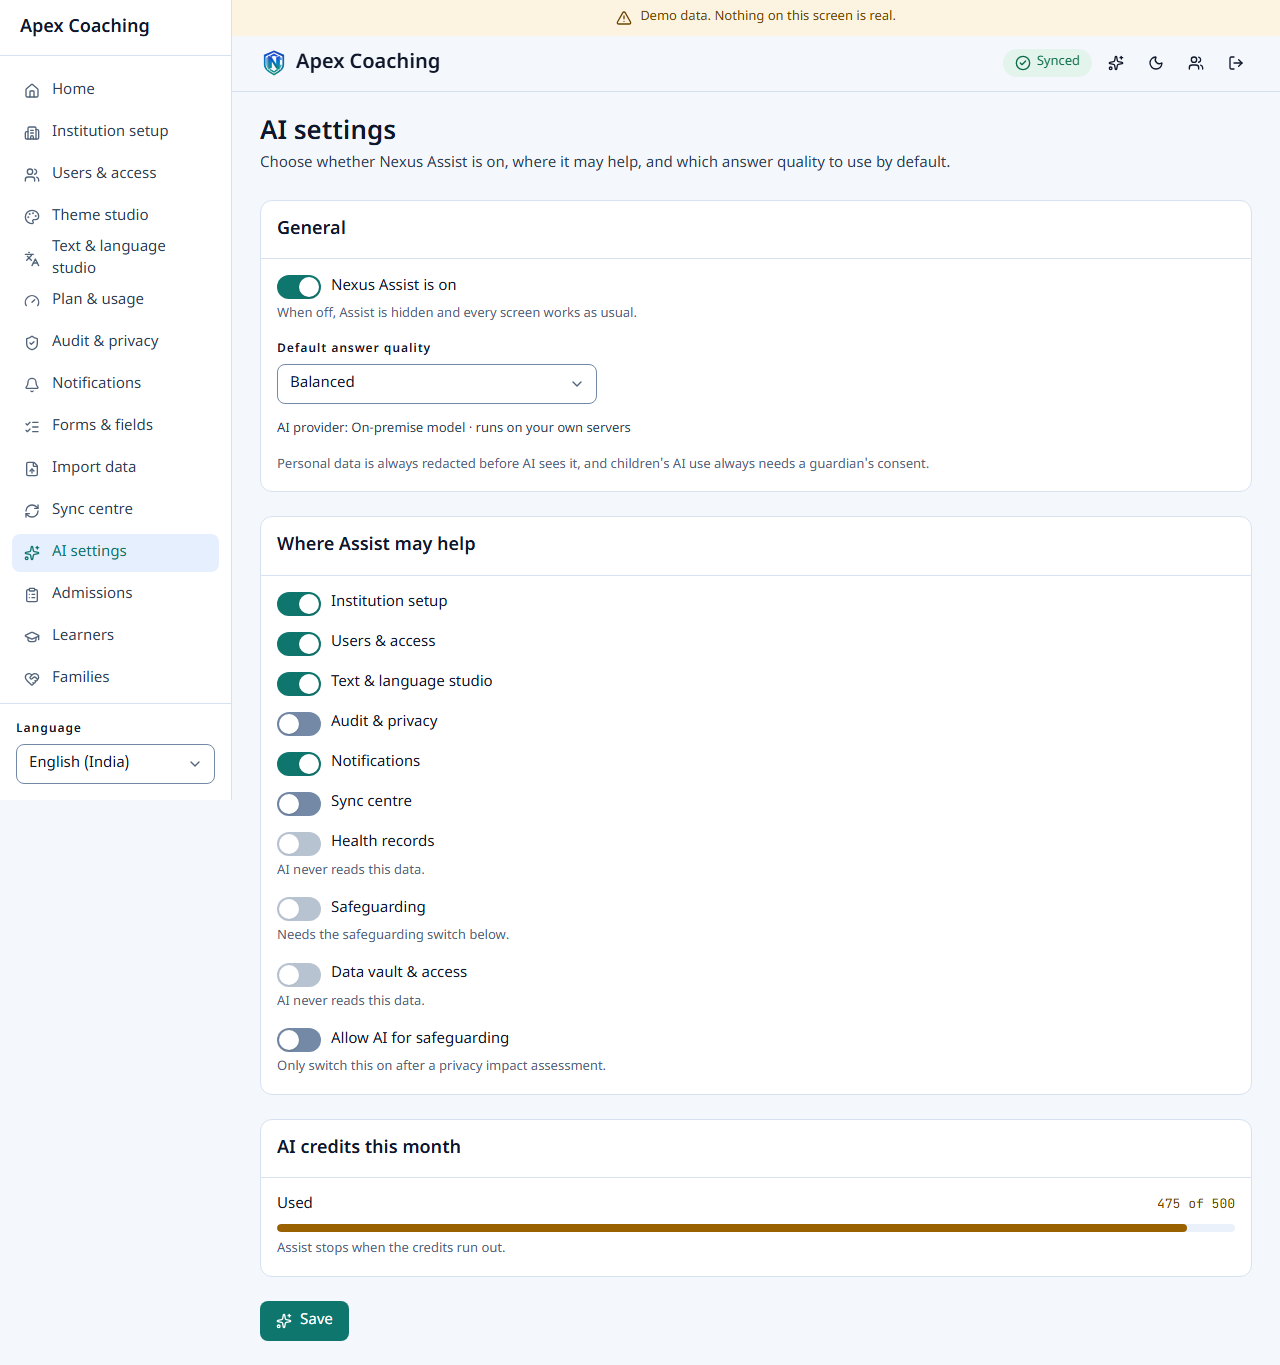 Apex Coaching
Home
Institution setup
Users & access
Theme studio
Text & language
studio
Plan & usage
Audit & privacy
Notifications
Forms & fields
Import data
Sync centre
AI settings
Admissions
Learners
Families
Language
English (India)
Demo data. Nothing on this screen is real.
Apex Coaching
Synced
AI settings
Choose whether Nexus Assist is on, where it may help, and which answer quality to use by default.
General
Nexus Assist is on
When off, Assist is hidden and every screen works as usual.
Default answer quality
Balanced
AI provider: On-premise model · runs on your own servers
Personal data is always redacted before AI sees it, and children's AI use always needs a guardian's consent.
Where Assist may help
Institution setup
Users & access
Text & language studio
Audit & privacy
Notifications
Sync centre
Health records
AI never reads this data.
Safeguarding
Needs the safeguarding switch below.
Data vault & access
AI never reads this data.
Allow AI for safeguarding
Only switch this on after a privacy impact assessment.
AI credits this month
Used
475 of 500
Assist stops when the credits run out.
Save